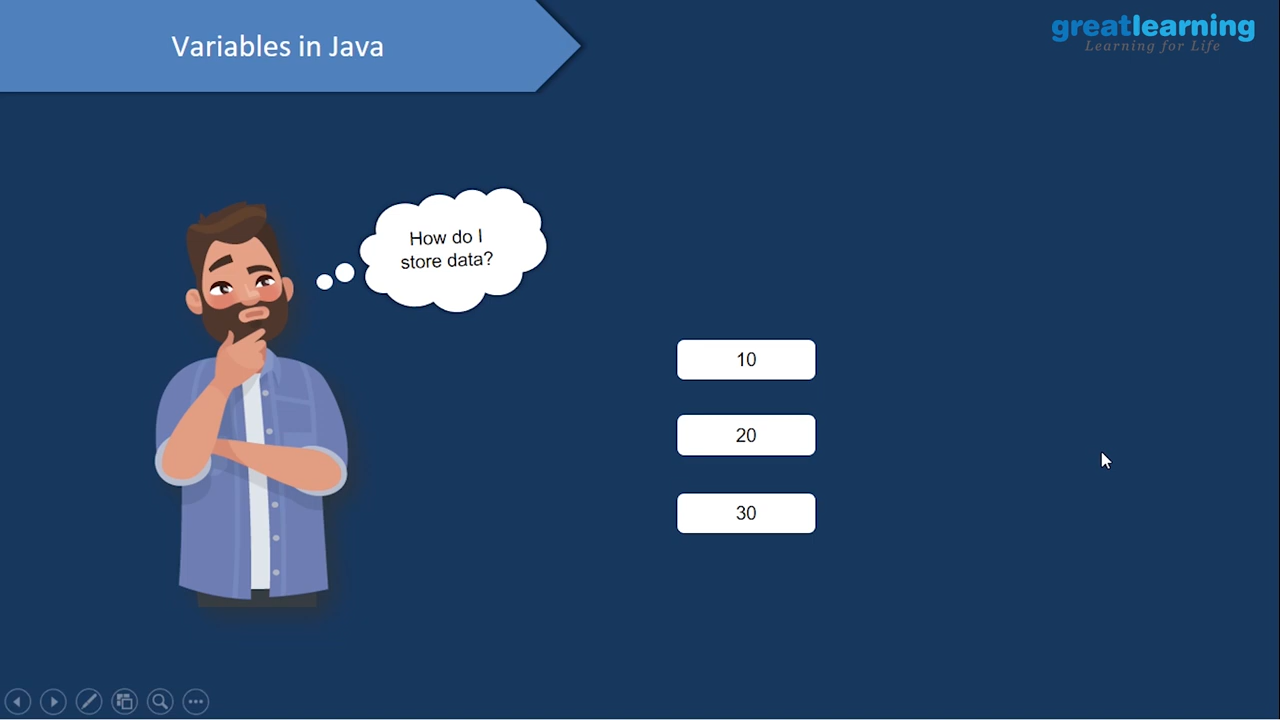 Variables in Java
greatlearning
Learning for Life
How do I
store data?
10
20
30